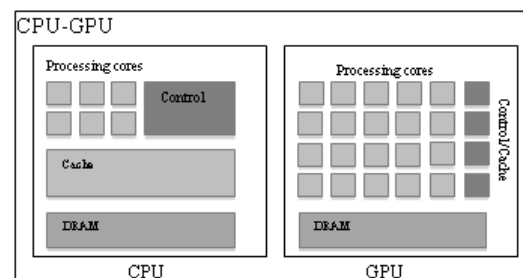 CPU-GPU
Processing cores
Control
Cache
DRAM
CPU
Processing cores
Control/Cache
DRAM
GPU